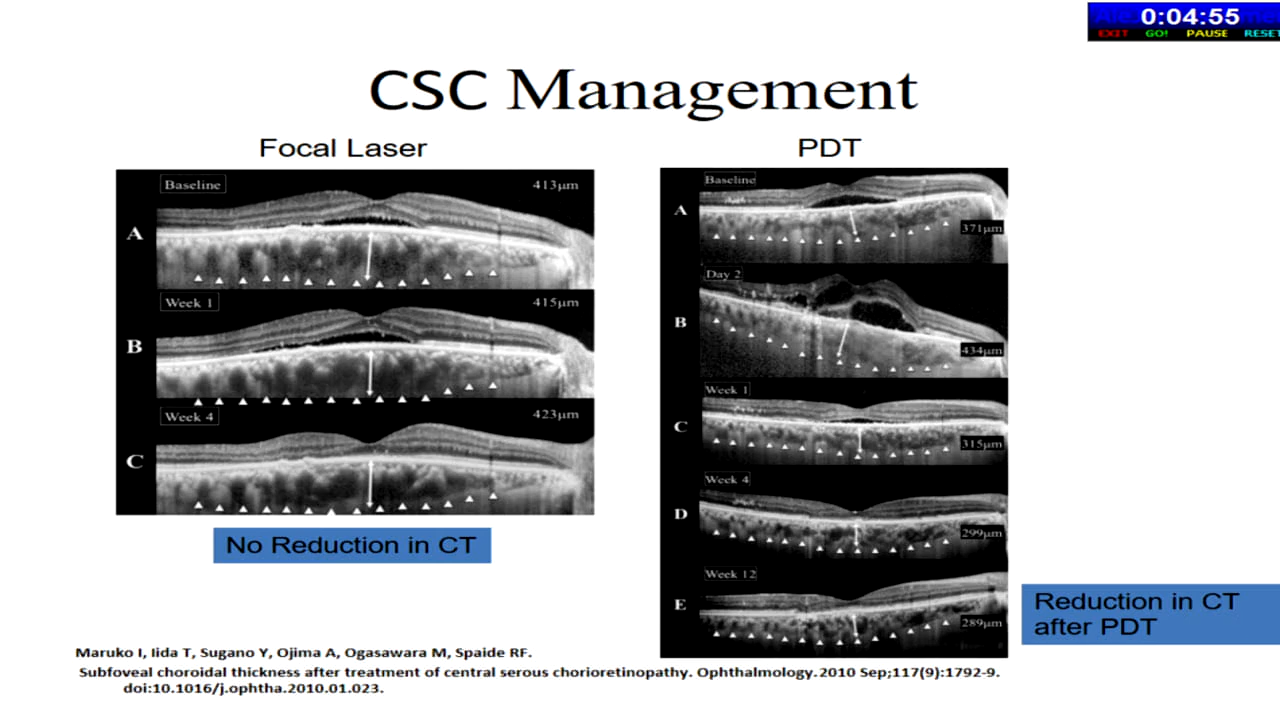 0:04:55
EXIT GO! PAUSE RESET
CSC Management
Focal Laser
PDT
Baseline
413μm
A
Week 1
415μm
B
Week 4
423μm
C
No Reduction in CT
Baseline
A
371μm
Day 2
B
434μm
Week 1
C
315μm
Week 4
D
299μm
Week 12
E
289μm
Reduction in CT
after PDT
Maruko I, Iida T, Sugano Y, Ojima A, Ogasawara M, Spaide RF.
Subfoveal choroidal thickness after treatment of central serous chorioretinopathy. Ophthalmology. 2010 Sep;117(9):1792-9.
doi:10.1016/j.ophtha.2010.01.023.